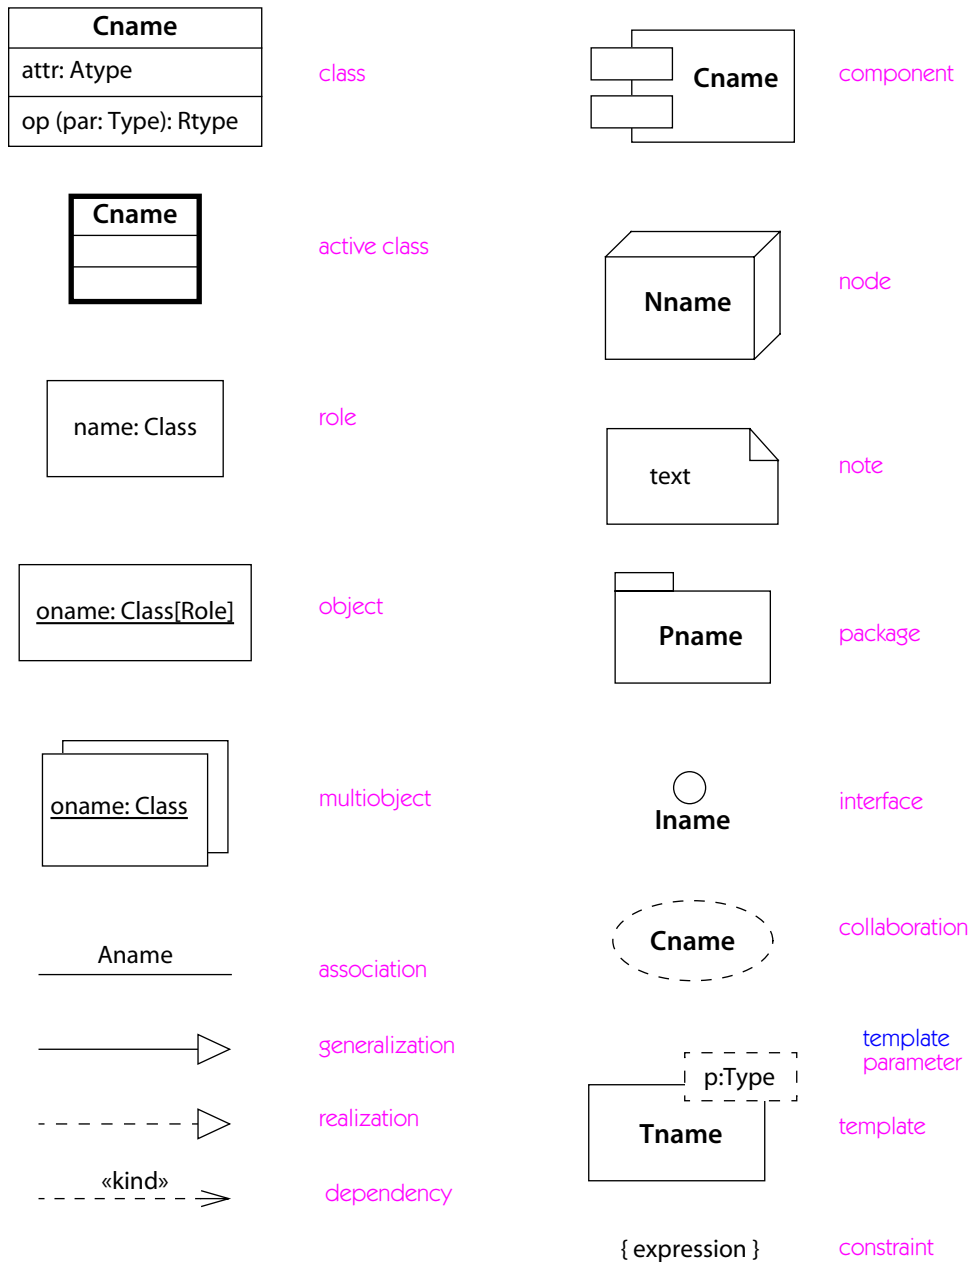 Cname
attr: Atype
op (par: Type): Rtype
class
Cname
active class
name: Class
role
oname: Class[Role]
object
oname: Class
multiobject
Aname
association
generalization
realization
«kind»
dependency
Cname
component
Nname
node
text
note
Pname
package
Iname
interface
Cname
collaboration
template
parameter
p:Type
Tname
template
{ expression }
constraint